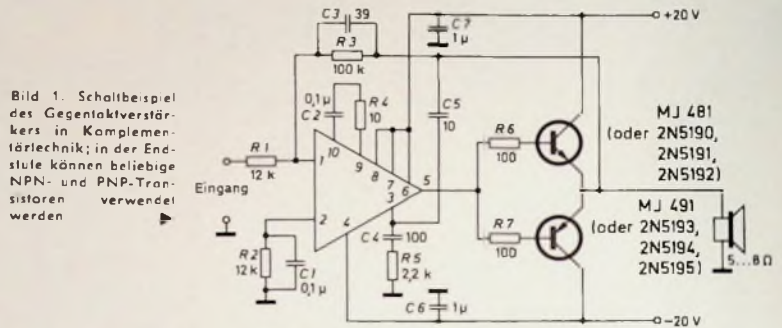 Bild 1. Schaltbeispiel
des Gegentaktverstär-
kers in Komplemen-
tärtechnik; in der End-
stufe können beliebige
NPN- und PNP-Tran-
sistoren verwendet
werden
C3 39
R3
100 k
C7
1 µ
+20 V
0,1 µ
C2
R4
10
C5
10
R1
12 k
Eingang
1
10
9
8
7
6
5
3
2
4
R6
100
R7
100
MJ 481
(oder 2N5190,
2N5191,
2N5192)
MJ 491
(oder 2N5193,
2N5194,
2N5195)
5...8 Ω
R2
12 k
C1
0,1 µ
C4 100
R5
2,2 k
C6 1 µ
-20 V